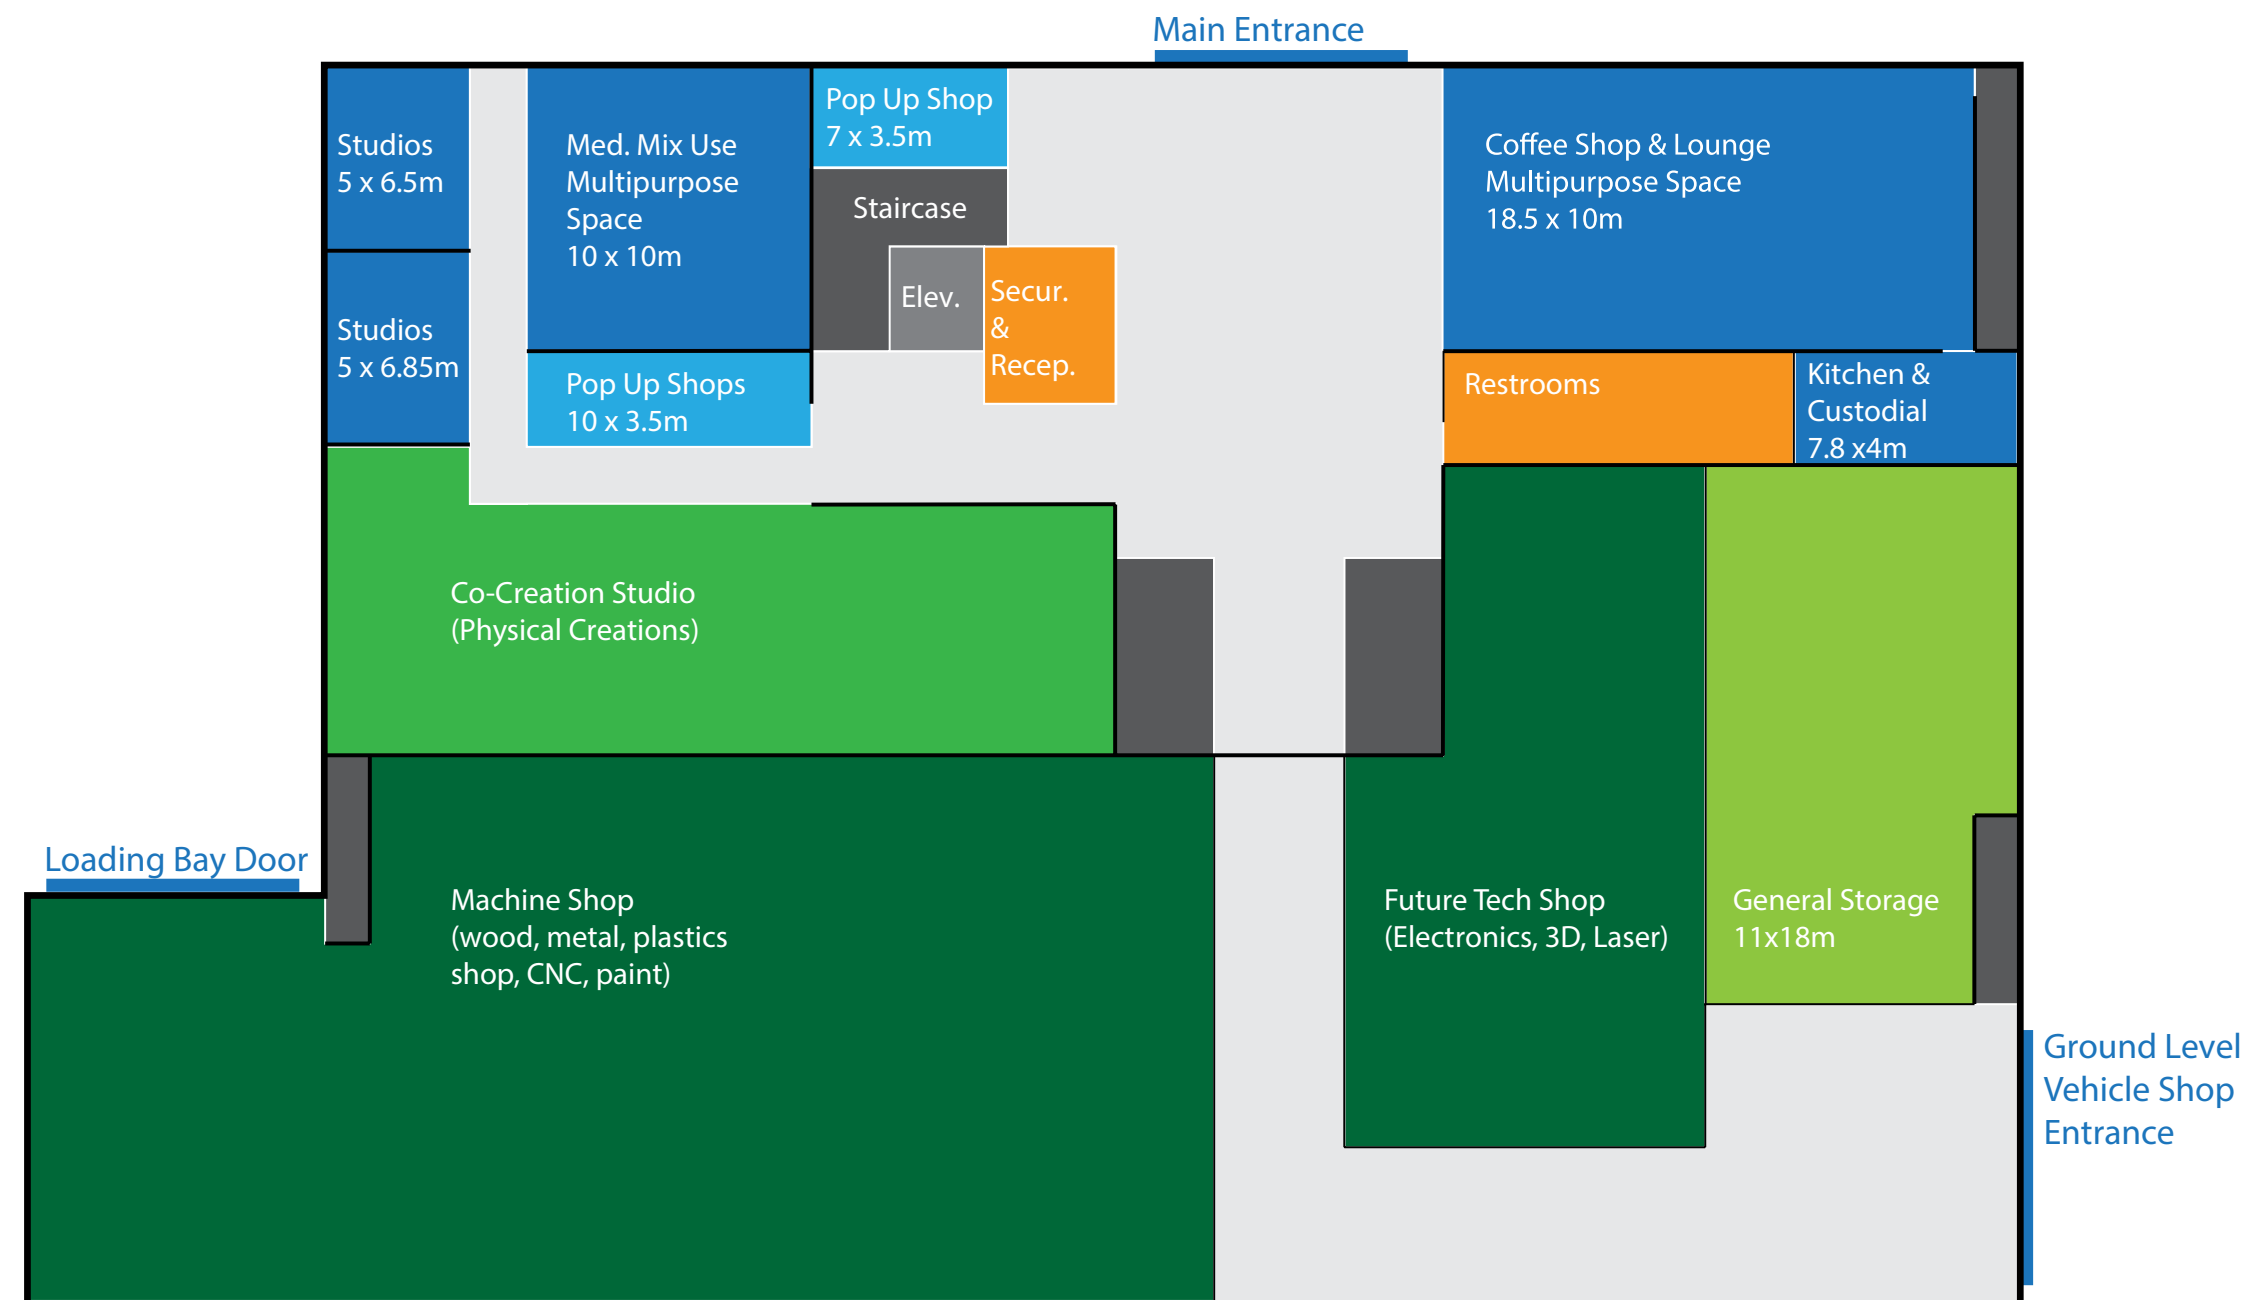 Main Entrance
Studios
5 x 6.5m
Med. Mix Use
Multipurpose
Space
10 x 10m
Pop Up Shop
7 x 3.5m
Staircase
Elev.
Secur.
&
Recep.
Coffee Shop & Lounge
Multipurpose Space
18.5 x 10m
Studios
5 x 6.85m
Pop Up Shops
10 x 3.5m
Restrooms
Kitchen &
Custodial
7.8 x4m
Co-Creation Studio
(Physical Creations)
Loading Bay Door
Machine Shop
(wood, metal, plastics
shop, CNC, paint)
Future Tech Shop
(Electronics, 3D, Laser)
General Storage
11x18m
Ground Level
Vehicle Shop
Entrance